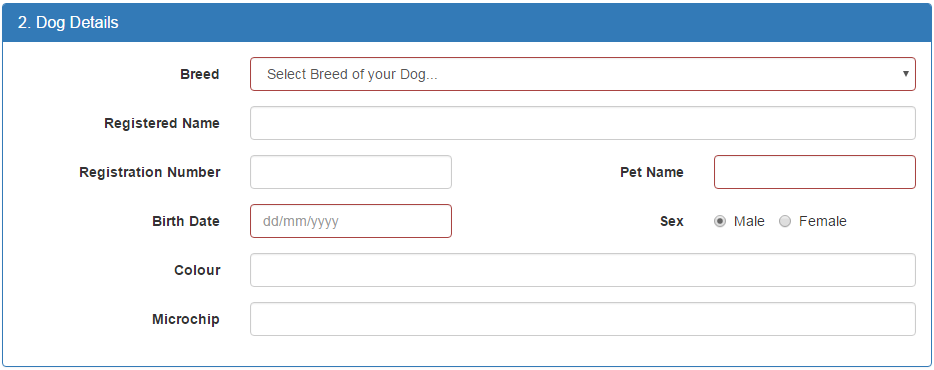 2. Dog Details
Breed Select Breed of your Dog...
Registered Name
Registration Number Pet Name
Birth Date dd/mm/yyyy Sex Male Female
Colour
Microchip